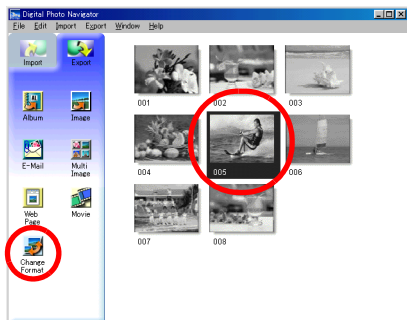 Digital Photo Navigator
File Edit Import Export Window Help
Import Export
Album Image
E-Mail Multi Image
Web Page Movie
Change Format
001 002 003
004 005 006
007 008